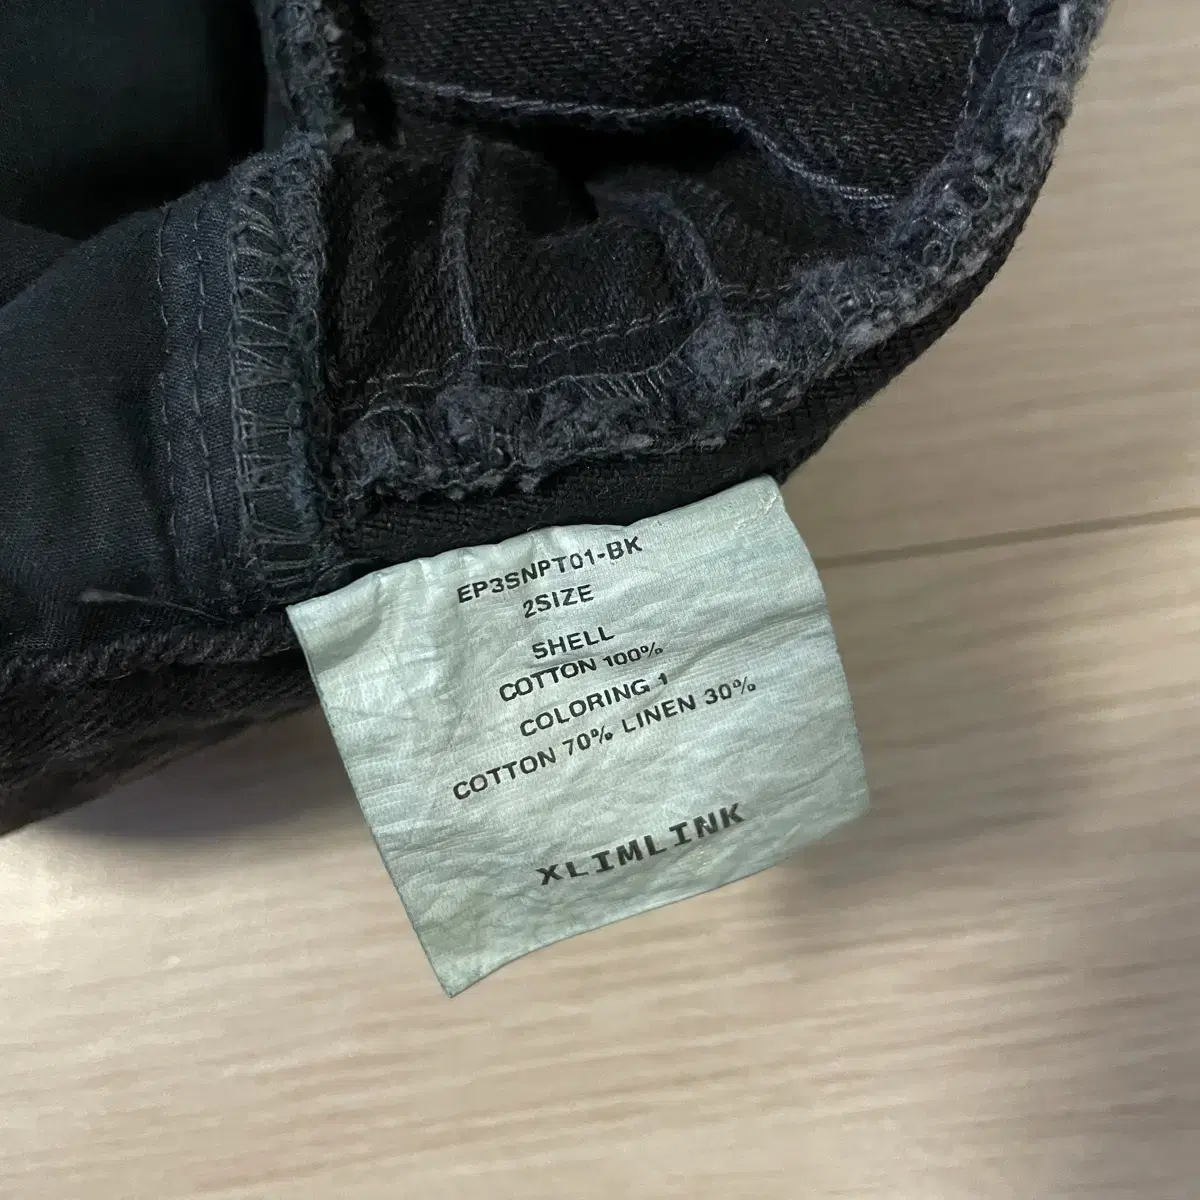 EP3SNPT01-BK
2SIZE
SHELL
COTTON 100%
COLORING 1
COTTON 70% LINEN 30%
XLIMLINK